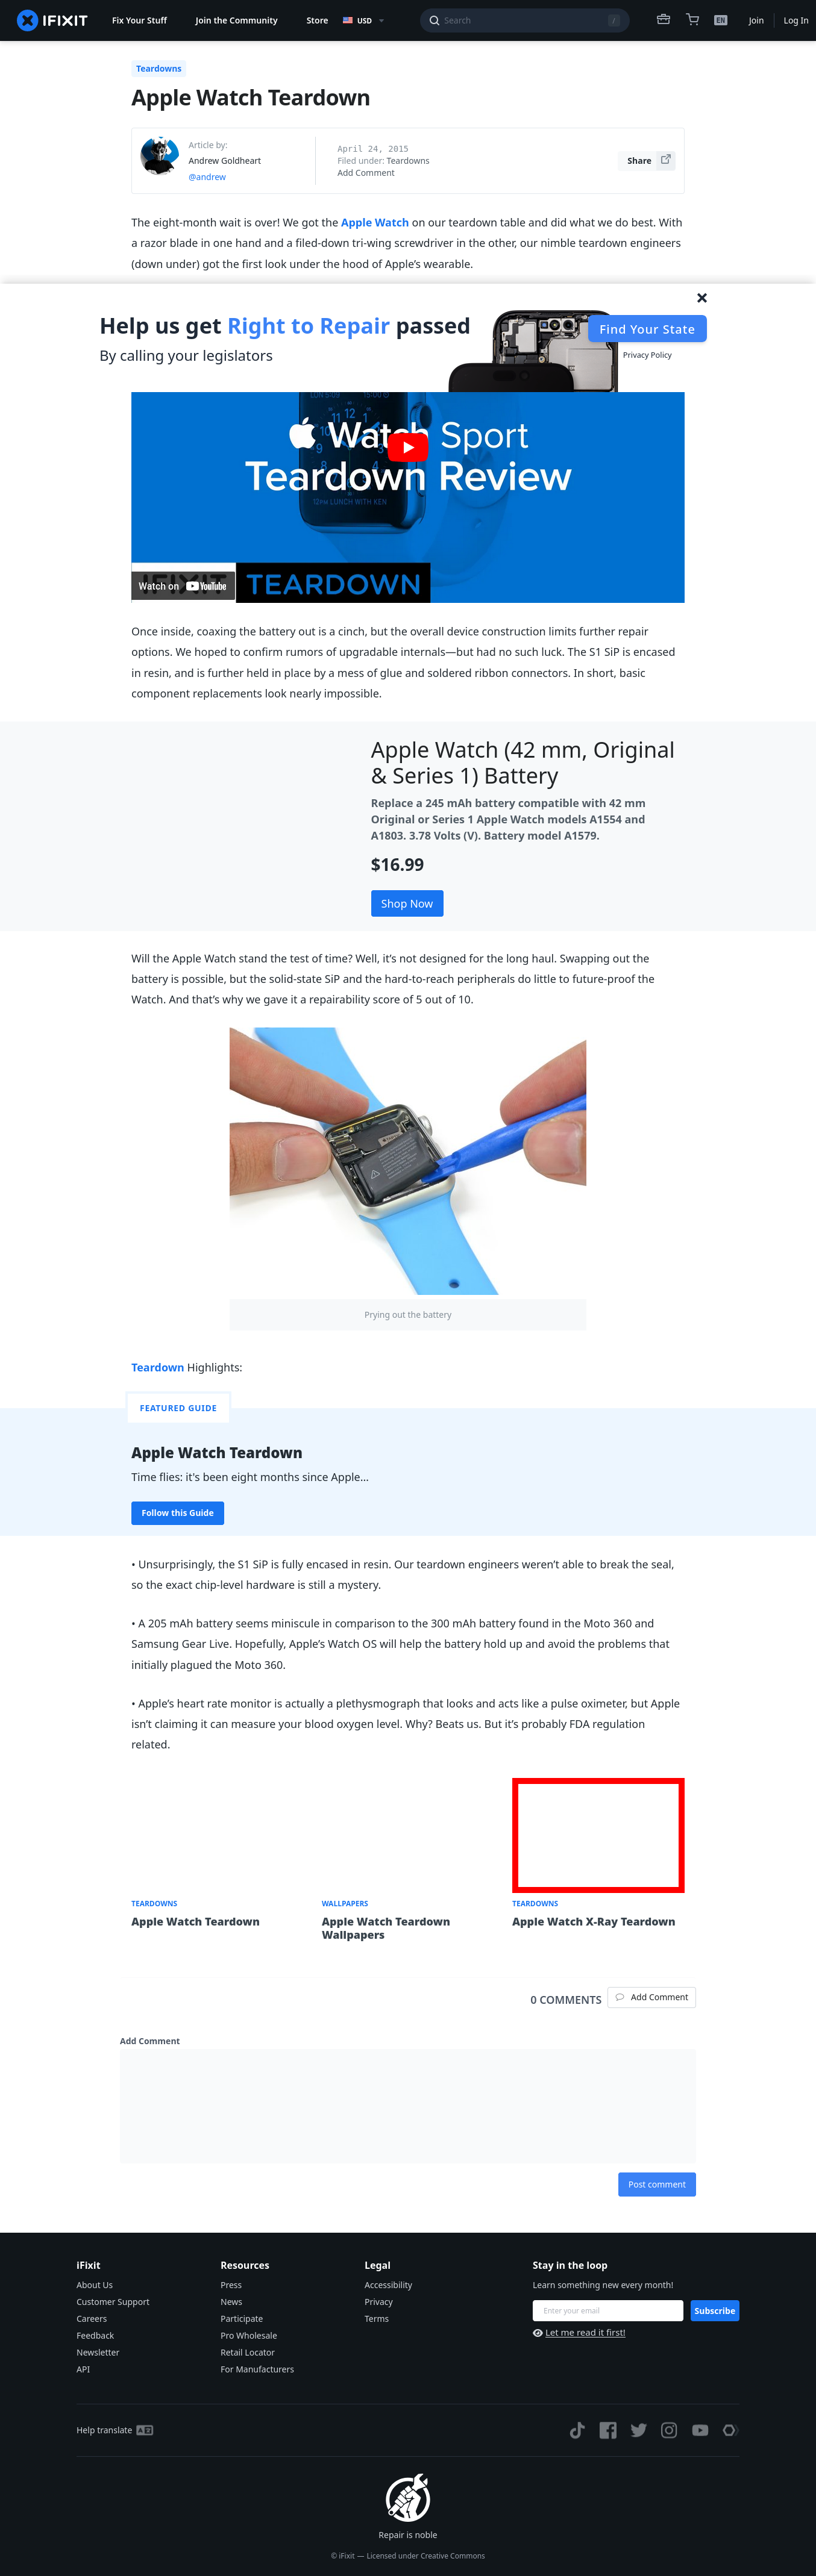 IFIXIT
Fix Your Stuff
Join the Community
Store
USD
Search
/
EN
Join
Log In
Teardowns
Apple Watch Teardown
Article by:
Andrew Goldheart
@andrew
April 24, 2015
Filed under: Teardowns
Add Comment
Share
The eight-month wait is over! We got the Apple Watch on our teardown table and did what we do best. With
a razor blade in one hand and a filed-down tri-wing screwdriver in the other, our nimble teardown engineers
(down under) got the first look under the hood of Apple’s wearable.
Help us get Right to Repair passed
By calling your legislators
Find Your State
Privacy Policy
Watch Sport
Teardown Review
12PM LUNCH WITH KEN
IFIXIT TEARDOWN
Watch on YouTube
Once inside, coaxing the battery out is a cinch, but the overall device construction limits further repair
options. We hoped to confirm rumors of upgradable internals—but had no such luck. The S1 SiP is encased
in resin, and is further held in place by a mess of glue and soldered ribbon connectors. In short, basic
component replacements look nearly impossible.
Apple Watch (42 mm, Original
& Series 1) Battery
Replace a 245 mAh battery compatible with 42 mm
Original or Series 1 Apple Watch models A1554 and
A1803. 3.78 Volts (V). Battery model A1579.
$16.99
Shop Now
Will the Apple Watch stand the test of time? Well, it’s not designed for the long haul. Swapping out the
battery is possible, but the solid-state SiP and the hard-to-reach peripherals do little to future-proof the
Watch. And that’s why we gave it a repairability score of 5 out of 10.
Prying out the battery
Teardown Highlights:
FEATURED GUIDE
Apple Watch Teardown
Time flies: it's been eight months since Apple...
Follow this Guide
• Unsurprisingly, the S1 SiP is fully encased in resin. Our teardown engineers weren’t able to break the seal,
so the exact chip-level hardware is still a mystery.
• A 205 mAh battery seems miniscule in comparison to the 300 mAh battery found in the Moto 360 and
Samsung Gear Live. Hopefully, Apple’s Watch OS will help the battery hold up and avoid the problems that
initially plagued the Moto 360.
• Apple’s heart rate monitor is actually a plethysmograph that looks and acts like a pulse oximeter, but Apple
isn’t claiming it can measure your blood oxygen level. Why? Beats us. But it’s probably FDA regulation
related.
TEARDOWNS
Apple Watch Teardown
WALLPAPERS
Apple Watch Teardown
Wallpapers
TEARDOWNS
Apple Watch X-Ray Teardown
0 COMMENTS
Add Comment
Add Comment
Post comment
iFixit
About Us
Customer Support
Careers
Feedback
Newsletter
API
Resources
Press
News
Participate
Pro Wholesale
Retail Locator
For Manufacturers
Legal
Accessibility
Privacy
Terms
Stay in the loop
Learn something new every month!
Enter your email
Subscribe
Let me read it first!
Help translate
Repair is noble
© iFixit — Licensed under Creative Commons